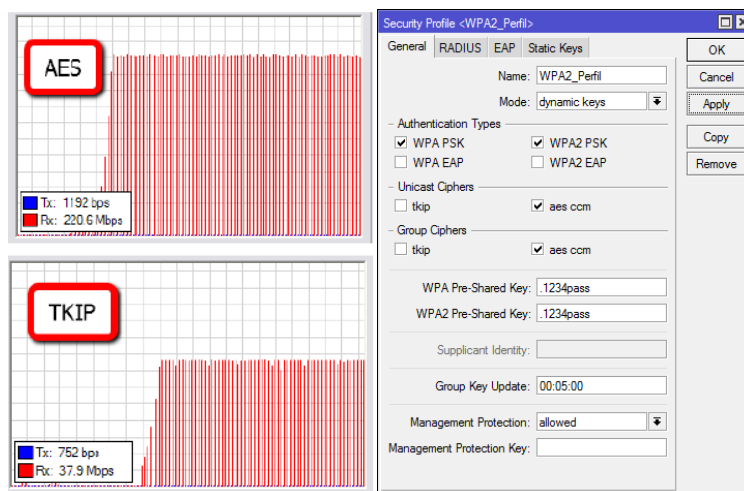 AES
Tx: 1192 bps
Rx: 220.6 Mbps
TKIP
Tx: 752 bps
Rx: 37.9 Mbps
Security Profile <WPA2_Perfil>
General RADIUS EAP Static Keys
Name: WPA2_Perfil
Mode: dynamic keys
Authentication Types
WPA PSK WPA2 PSK
WPA EAP WPA2 EAP
Unicast Ciphers
tkip aes ccm
Group Ciphers
tkip aes ccm
WPA Pre-Shared Key: .1234pass
WPA2 Pre-Shared Key: .1234pass
Supplicant Identity:
Group Key Update: 00:05:00
Management Protection: allowed
Management Protection Key:
OK
Cancel
Apply
Copy
Remove